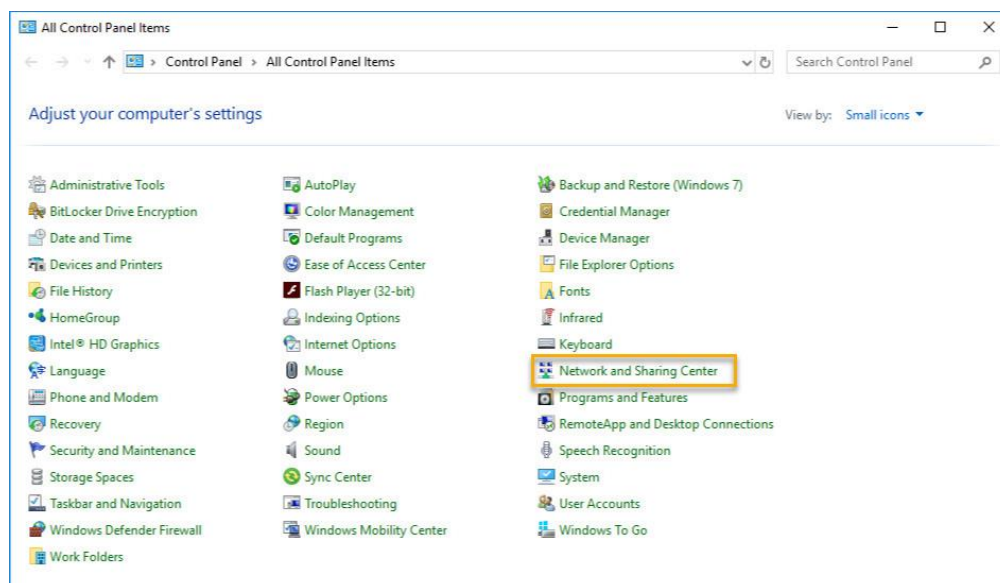 All Control Panel Items
Control Panel > All Control Panel Items
Search Control Panel
Adjust your computer's settings
View by: Small icons
Administrative Tools
AutoPlay
Backup and Restore (Windows 7)
BitLocker Drive Encryption
Color Management
Credential Manager
Date and Time
Default Programs
Device Manager
Devices and Printers
Ease of Access Center
File Explorer Options
File History
Flash Player (32-bit)
Fonts
HomeGroup
Indexing Options
Infrared
Intel® HD Graphics
Internet Options
Keyboard
Language
Mouse
Network and Sharing Center
Phone and Modem
Power Options
Programs and Features
Recovery
Region
RemoteApp and Desktop Connections
Security and Maintenance
Sound
Speech Recognition
Storage Spaces
Sync Center
System
Taskbar and Navigation
Troubleshooting
User Accounts
Windows Defender Firewall
Windows Mobility Center
Windows To Go
Work Folders